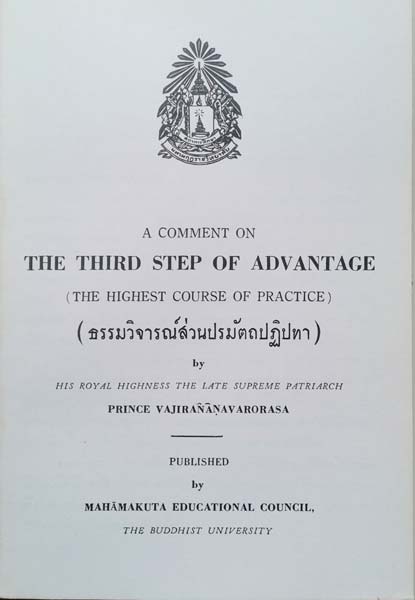 A COMMENT ON
THE THIRD STEP OF ADVANTAGE
(THE HIGHEST COURSE OF PRACTICE)
(ธรรมวิจารณ์ส่วนปรมัตถปฏิปทา)
by
HIS ROYAL HIGHNESS THE LATE SUPREME PATRIARCH
PRINCE VAJIRAÑĀṆAVARORASA
PUBLISHED
by
MAHĀMAKUTA EDUCATIONAL COUNCIL,
THE BUDDHIST UNIVERSITY